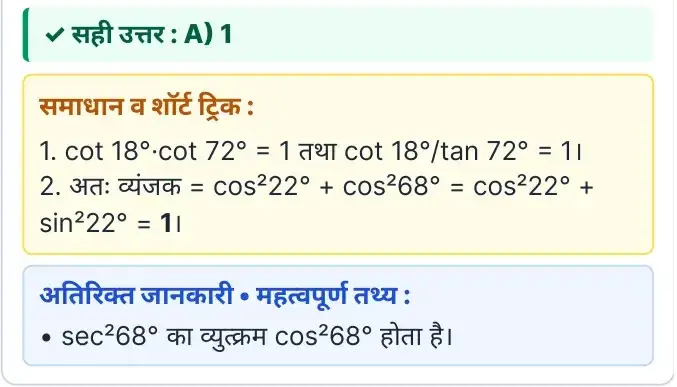 ✓ सही उत्तर : A) 1
समाधान व शॉर्ट ट्रिक :
1. cot 18°·cot 72° = 1 तथा cot 18°/tan 72° = 1।
2. अतः व्यंजक = cos²22° + cos²68° = cos²22° +
sin²22° = 1।
अतिरिक्त जानकारी • महत्वपूर्ण तथ्य :
• sec²68° का व्युत्क्रम cos²68° होता है।